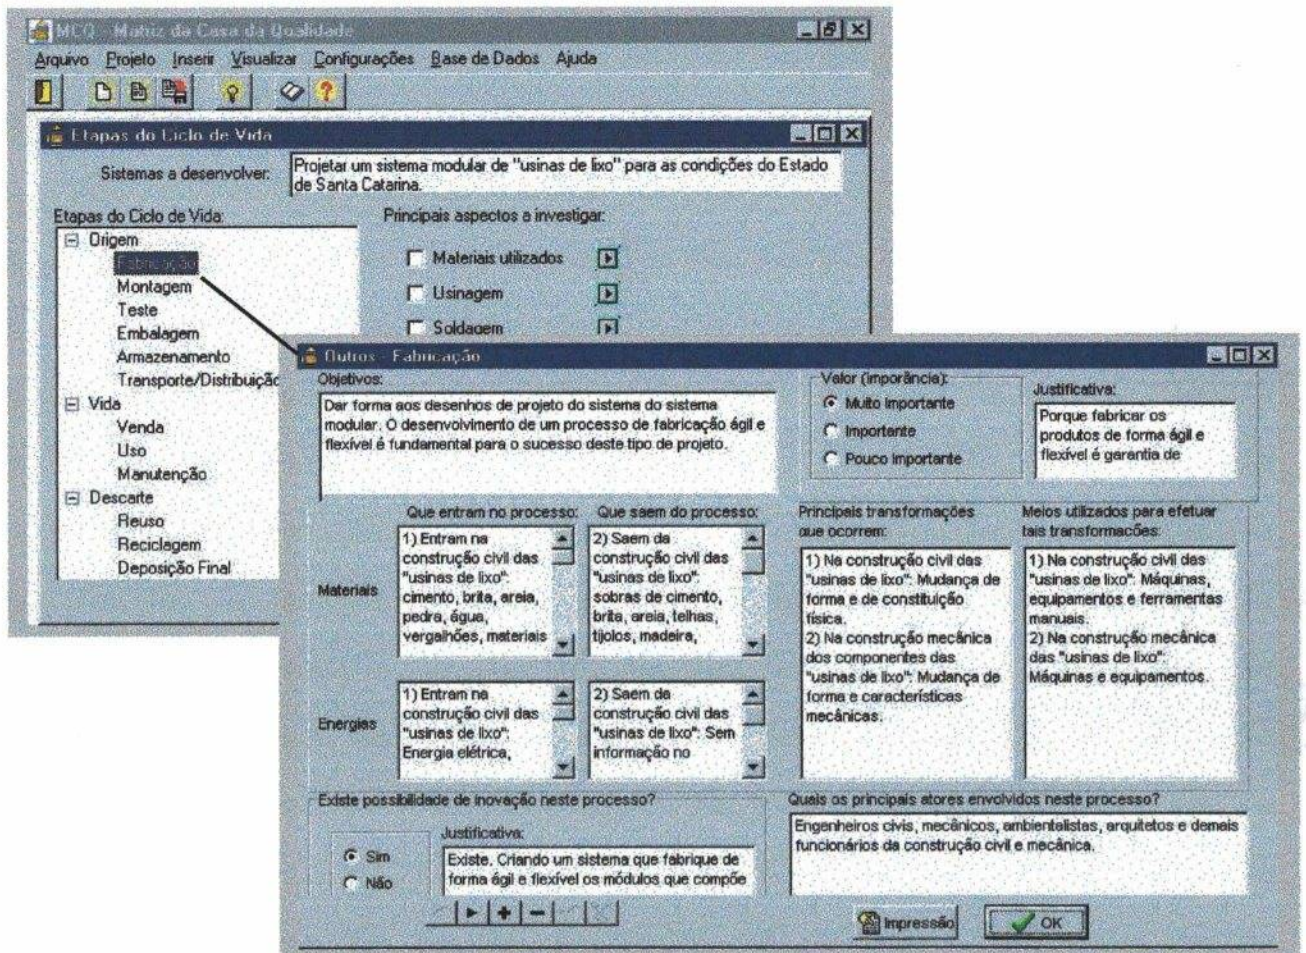 MCQ - Matriz da Casa da Qualidade
Arquivo Projeto Inserir Visualizar Configurações Base de Dados Ajuda
Etapas do Ciclo de Vida
Sistemas a desenvolver:
Projetar um sistema modular de "usinas de lixo" para as condições do Estado
de Santa Catarina.
Etapas do Ciclo de Vida:
Origem
Fabricação
Montagem
Teste
Embalagem
Armazenamento
Transporte/Distribuição
Vida
Venda
Uso
Manutenção
Descarte
Reuso
Reciclagem
Deposição Final
Principais aspectos a investigar:
Materiais utilizados
Usinagem
Soldagem
Outros - Fabricação
Objetivos:
Dar forma aos desenhos de projeto do sistema do sistema
modular. O desenvolvimento de um processo de fabricação ágil e
flexível é fundamental para o sucesso deste tipo de projeto.
Valor (imporância):
Muito Importante
Importante
Pouco Importante
Justificativa:
Porque fabricar os
produtos de forma ágil e
flexível é garantia de
Que entram no processo:
Que saem do processo:
Materiais
1) Entram na
construção civil das
"usinas de lixo":
cimento, brita, areia,
pedra, água,
vergalhões, materiais
2) Saem da
construção civil das
"usinas de lixo":
sobras de cimento,
brita, areia, telhas,
tijolos, madeira,
Energias
1) Entram na
construção civil das
"usinas de lixo":
Energia elétrica,
2) Saem da
construção civil das
"usinas de lixo": Sem
informação no
Principais transformações
que ocorrem:
1) Na construção civil das
"usinas de lixo": Mudança de
forma e de constituição
física.
2) Na construção mecânica
dos componentes das
"usinas de lixo": Mudança de
forma e características
mecânicas.
Meios utilizados para efetuar
tais transformações:
1) Na construção civil das
"usinas de lixo": Máquinas,
equipamentos e ferramentas
manuais.
2) Na construção mecânica
das "usinas de lixo":
Máquinas e equipamentos.
Existe possibilidade de inovação neste processo?
Sim
Não
Justificativa:
Existe. Criando um sistema que fabrique de
forma ágil e flexível os módulos que compõe
Quais os principais atores envolvidos neste processo?
Engenheiros civis, mecânicos, ambientalistas, arquitetos e demais
funcionários da construção civil e mecânica.
Impressão
OK